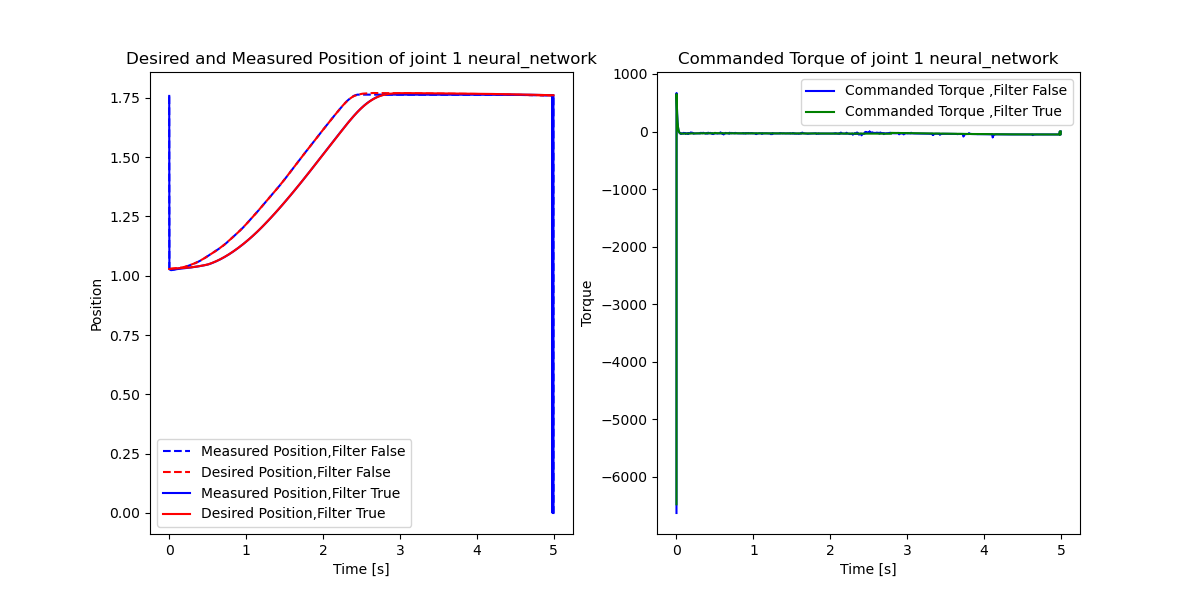 Desired and Measured Position of joint 1 neural_network
Position
1.75
1.50
1.25
1.00
0.75
0.50
0.25
0.00
Measured Position,Filter False
Desired Position,Filter False
Measured Position,Filter True
Desired Position,Filter True
0 1 2 3 4 5
Time [s]
Commanded Torque of joint 1 neural_network
Torque
1000
0
−1000
−2000
−3000
−4000
−5000
−6000
Commanded Torque ,Filter False
Commanded Torque ,Filter True
0 1 2 3 4 5
Time [s]